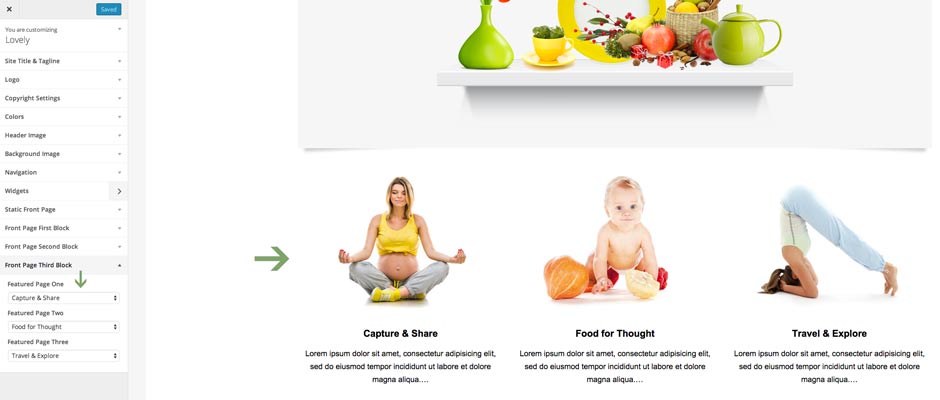 Saved
You are customizing
Lovely
Site Title & Tagline
Logo
Copyright Settings
Colors
Header Image
Background Image
Navigation
Widgets
Static Front Page
Front Page First Block
Front Page Second Block
Front Page Third Block
Featured Page One
Capture & Share
Featured Page Two
Food for Thought
Featured Page Three
Travel & Explore
Capture & Share
Lorem ipsum dolor sit amet, consectetur adipisicing elit,
sed do eiusmod tempor incididunt ut labore et dolore
magna aliqua....
Food for Thought
Lorem ipsum dolor sit amet, consectetur adipisicing elit,
sed do eiusmod tempor incididunt ut labore et dolore
magna aliqua....
Travel & Explore
Lorem ipsum dolor sit amet, consectetur adipisicing elit,
sed do eiusmod tempor incididunt ut labore et dolore
magna aliqua....